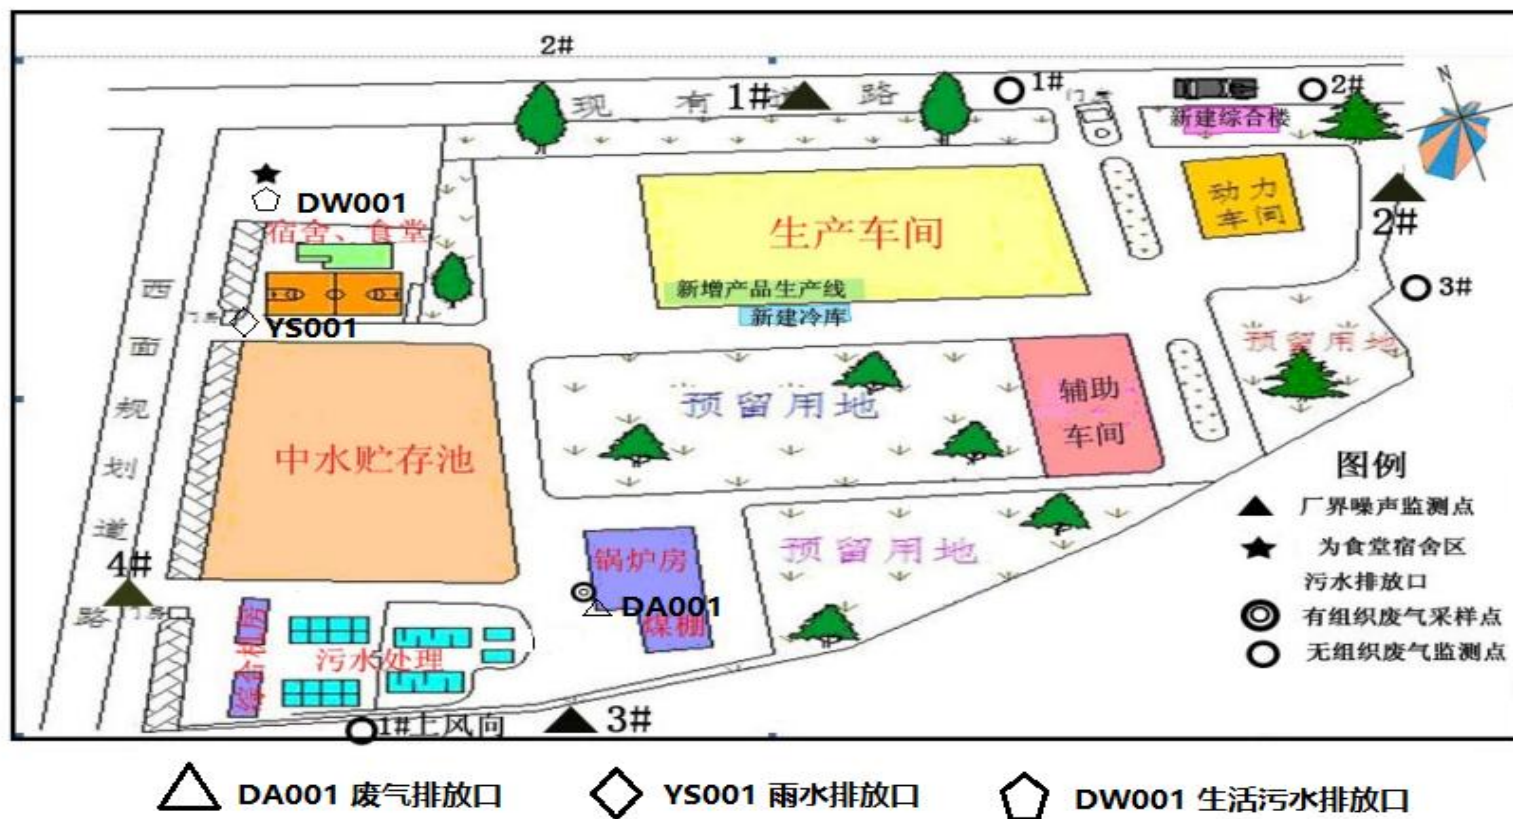 2#
现有道路
1#
1#
2#
门房
新建综合楼
N
DW001
宿舍、食堂
生产车间
动力
车间
2#
3#
新增产品生产线
新建冷库
门房
YS001
西面规划道路
预留用地
预留用地
辅助
车间
中水贮存池
图例
厂界噪声监测点
为食堂宿舍区
污水排放口
有组织废气采样点
无组织废气监测点
预留用地
锅炉房
DA001
煤棚
4#
门房
污水处理
1#上风向
3#
DA001 废气排放口
YS001 雨水排放口
DW001 生活污水排放口